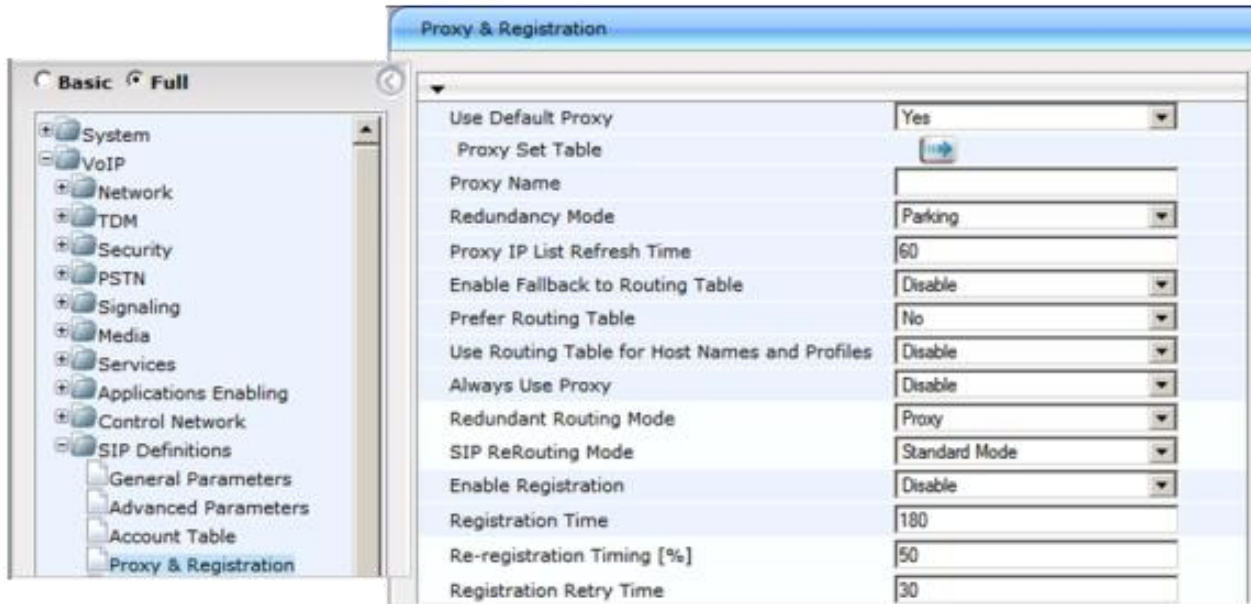 Proxy & Registration
Basic Full
System
VoIP
Network
TDM
Security
PSTN
Signaling
Media
Services
Applications Enabling
Control Network
SIP Definitions
General Parameters
Advanced Parameters
Account Table
Proxy & Registration
Use Default Proxy Yes
Proxy Set Table
Proxy Name
Redundancy Mode Parking
Proxy IP List Refresh Time 60
Enable Fallback to Routing Table Disable
Prefer Routing Table No
Use Routing Table for Host Names and Profiles Disable
Always Use Proxy Disable
Redundant Routing Mode Proxy
SIP ReRouting Mode Standard Mode
Enable Registration Disable
Registration Time 180
Re-registration Timing [%] 50
Registration Retry Time 30